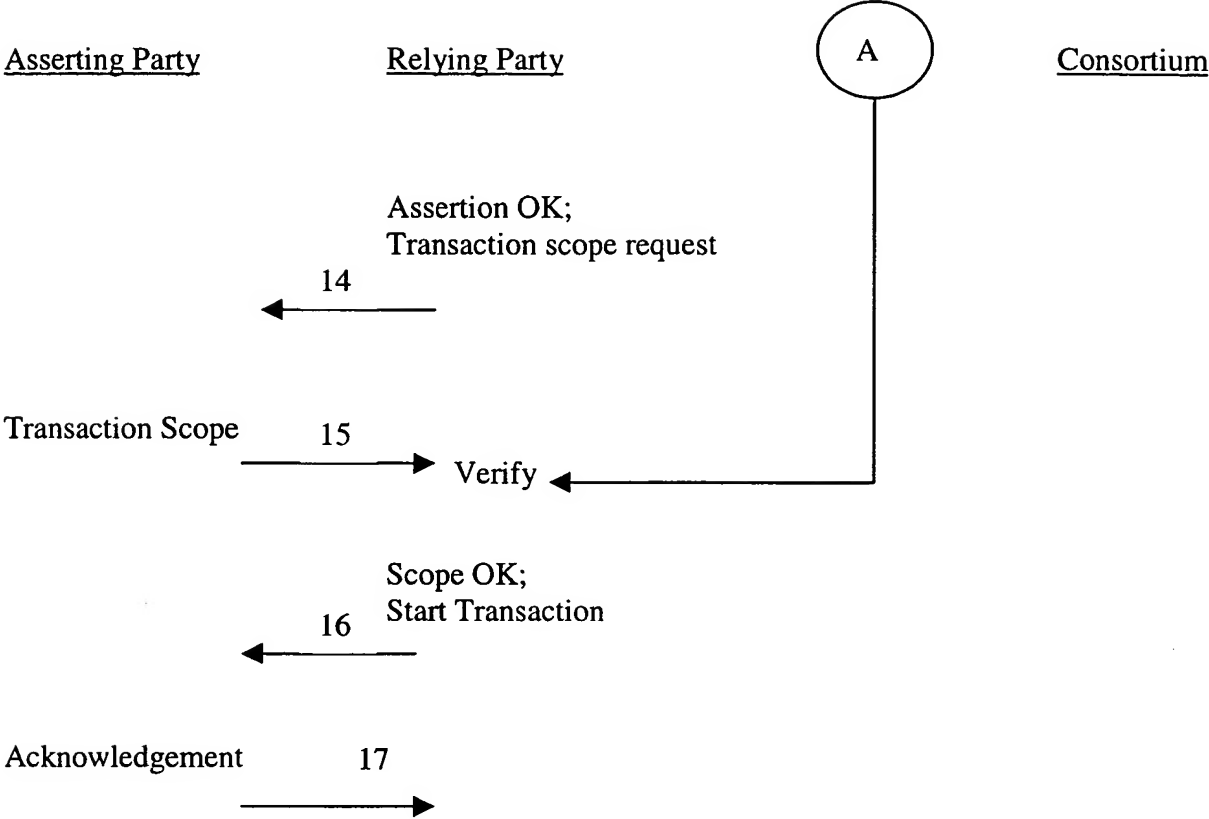 Asserting Party
Relying Party
A
Consortium
Assertion OK;
Transaction scope request
14
Transaction Scope
15
Verify
Scope OK;
Start Transaction
16
Acknowledgement
17